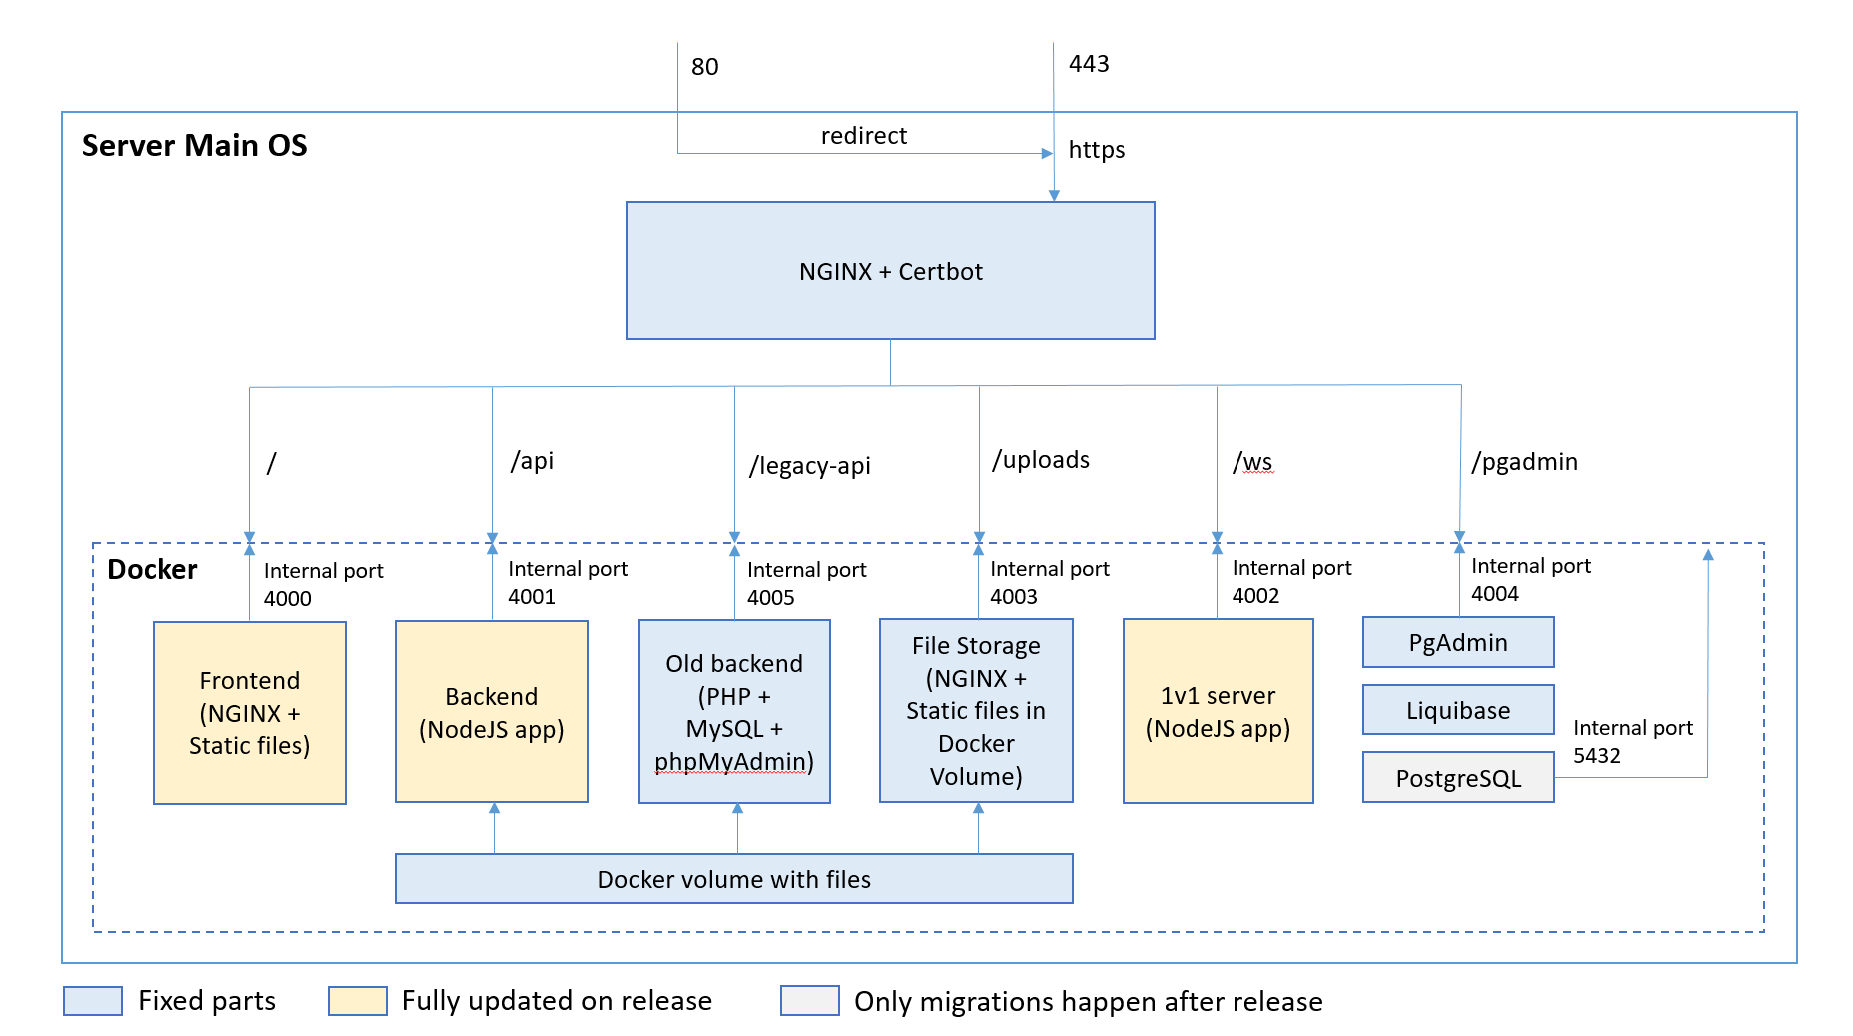 80
443
Server Main OS
redirect
https
NGINX + Certbot
/
/api
/legacy-api
/uploads
/ws
/pgadmin
Docker
Internal port
4000
Internal port
4001
Internal port
4005
Internal port
4003
Internal port
4002
Internal port
4004
Frontend
(NGINX +
Static files)
Backend
(NodeJS app)
Old backend
(PHP +
MySQL +
phpMyAdmin)
File Storage
(NGINX +
Static files in
Docker
Volume)
1v1 server
(NodeJS app)
PgAdmin
Liquibase
PostgreSQL
Internal port
5432
Docker volume with files
Fixed parts
Fully updated on release
Only migrations happen after release